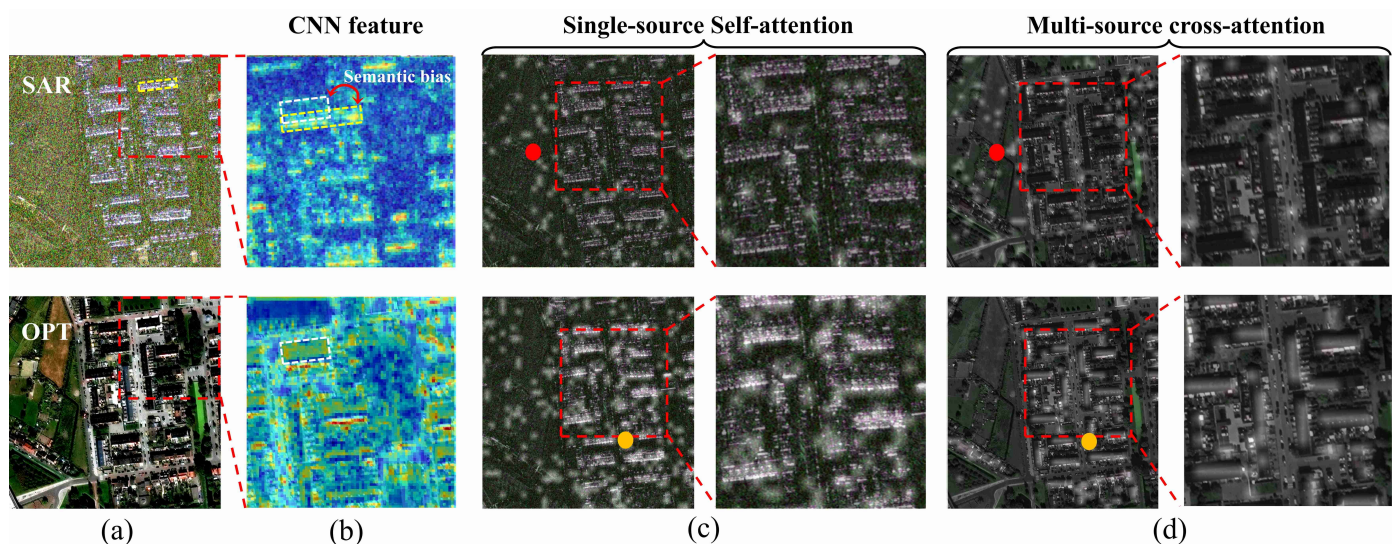 CNN feature
Single-source Self-attention
Multi-source cross-attention
SAR
Semantic bias
OPT
(a)
(b)
(c)
(d)